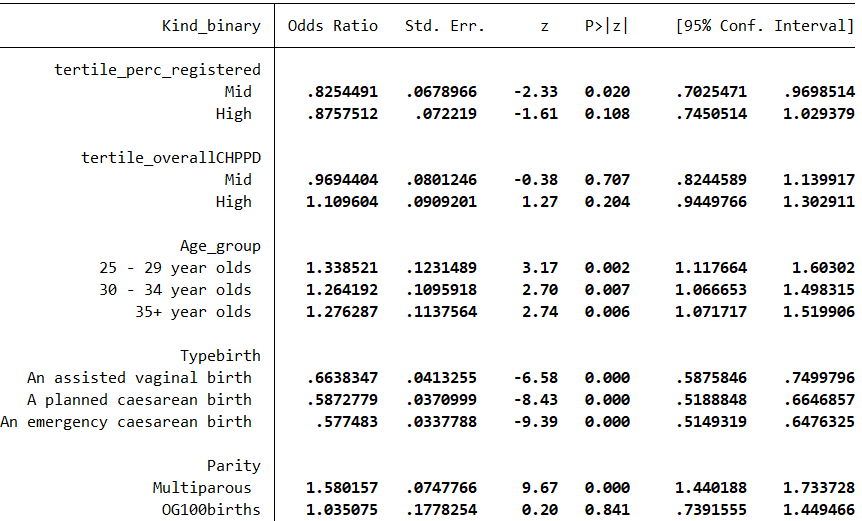 Kind_binary Odds Ratio Std. Err. z P>|z| [95% Conf. Interval]
tertile_perc_registered
Mid .8254491 .0678966 -2.33 0.020 .7025471 .9698514
High .8757512 .072219 -1.61 0.108 .7450514 1.029379
tertile_overallCHPPD
Mid .9694404 .0801246 -0.38 0.707 .8244589 1.139917
High 1.109604 .0909201 1.27 0.204 .9449766 1.302911
Age_group
25 - 29 year olds 1.338521 .1231489 3.17 0.002 1.117664 1.60302
30 - 34 year olds 1.264192 .1095918 2.70 0.007 1.066653 1.498315
35+ year olds 1.276287 .1137564 2.74 0.006 1.071717 1.519906
Typebirth
An assisted vaginal birth .6638347 .0413255 -6.58 0.000 .5875846 .7499796
A planned caesarean birth .5872779 .0370999 -8.43 0.000 .5188848 .6646857
An emergency caesarean birth .577483 .0337788 -9.39 0.000 .5149319 .6476325
Parity
Multiparous 1.580157 .0747766 9.67 0.000 1.440188 1.733728
OG100births 1.035075 .1778254 0.20 0.841 .7391555 1.449466